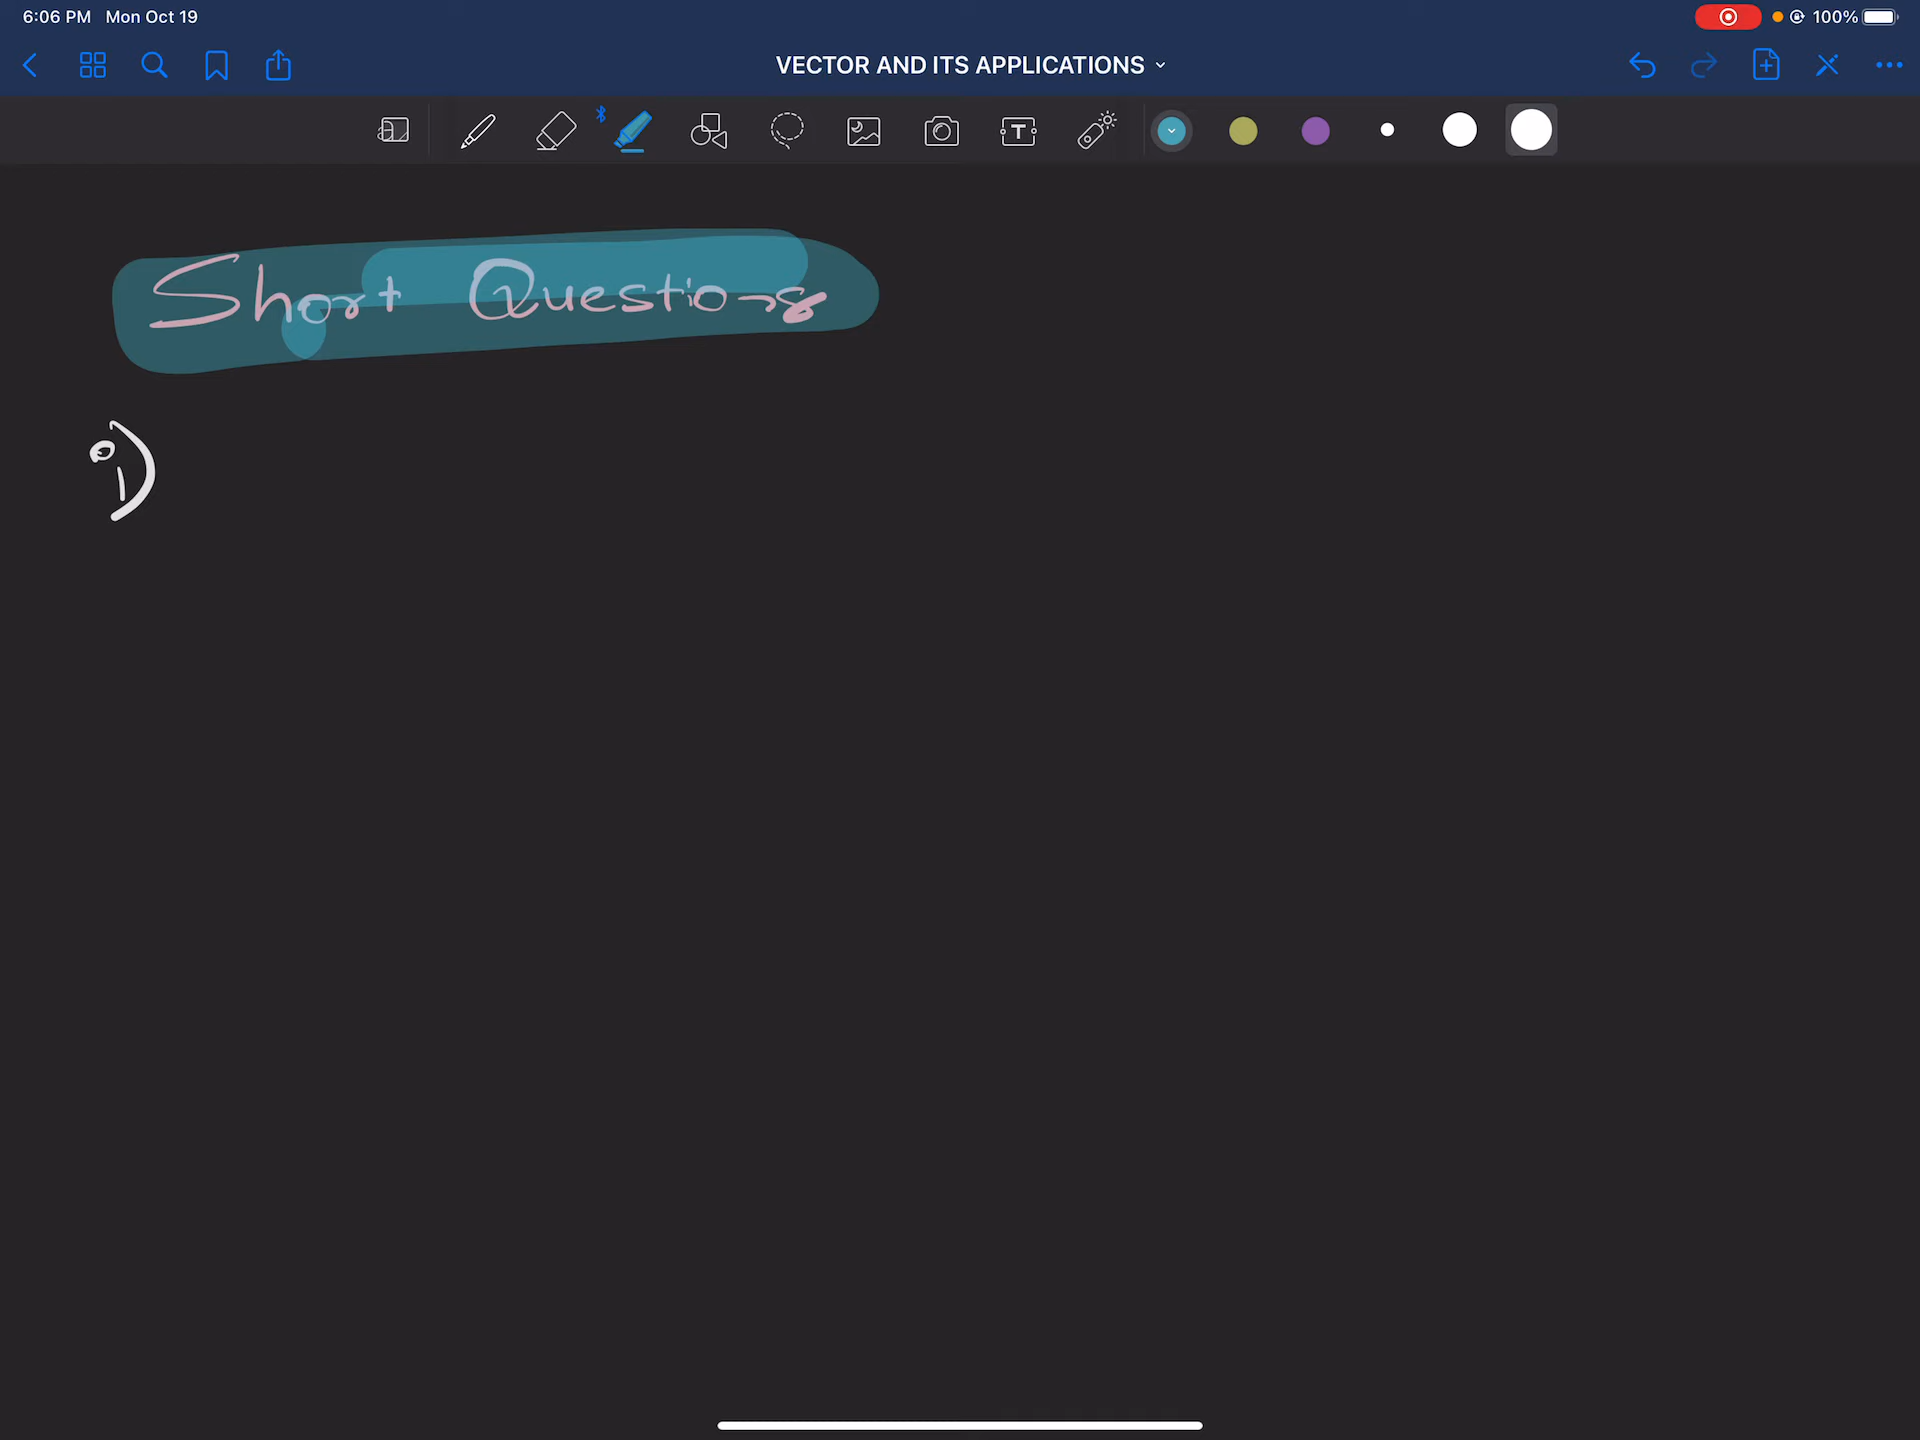 6:06 PM Mon Oct 19 100%
VECTOR AND ITS APPLICATIONS
T
Short Questions
i)